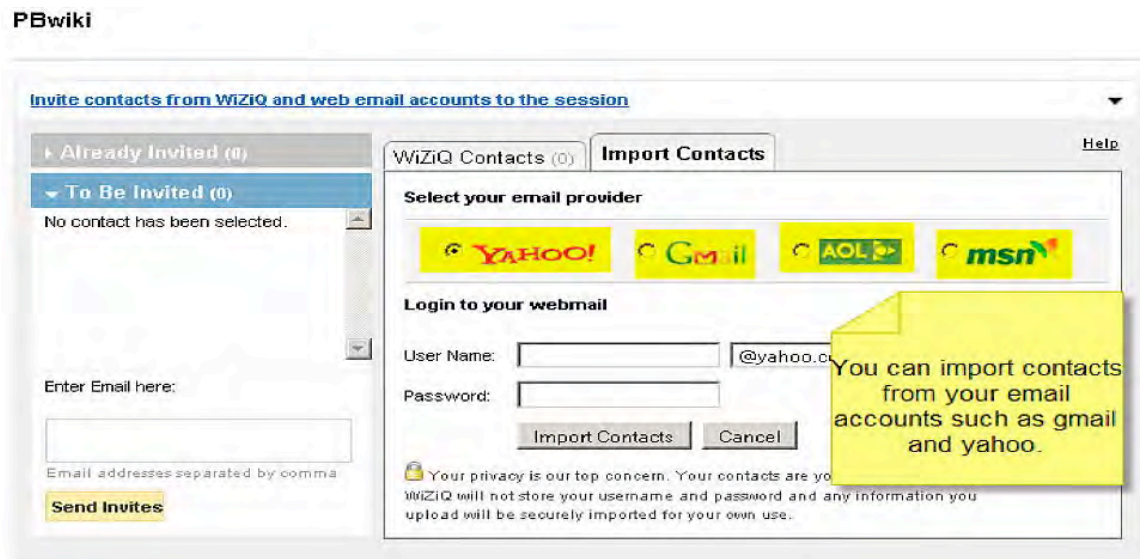 PBwiki
Invite contacts from WiZiQ and web email accounts to the session
Already Invited (0)
To Be Invited (0)
No contact has been selected.
Enter Email here:
Email addresses separated by comma
Send Invites
WiZiQ Contacts (0)
Import Contacts
Help
Select your email provider
YAHOO!
Gmail
AOL
msn
Login to your webmail
User Name:
@yahoo.c
Password:
Import Contacts
Cancel
Your privacy is our top concern. Your contacts are yo
WiZiQ will not store your username and password and any information you
upload will be securely imported for your own use.
You can import contacts
from your email
accounts such as gmail
and yahoo.